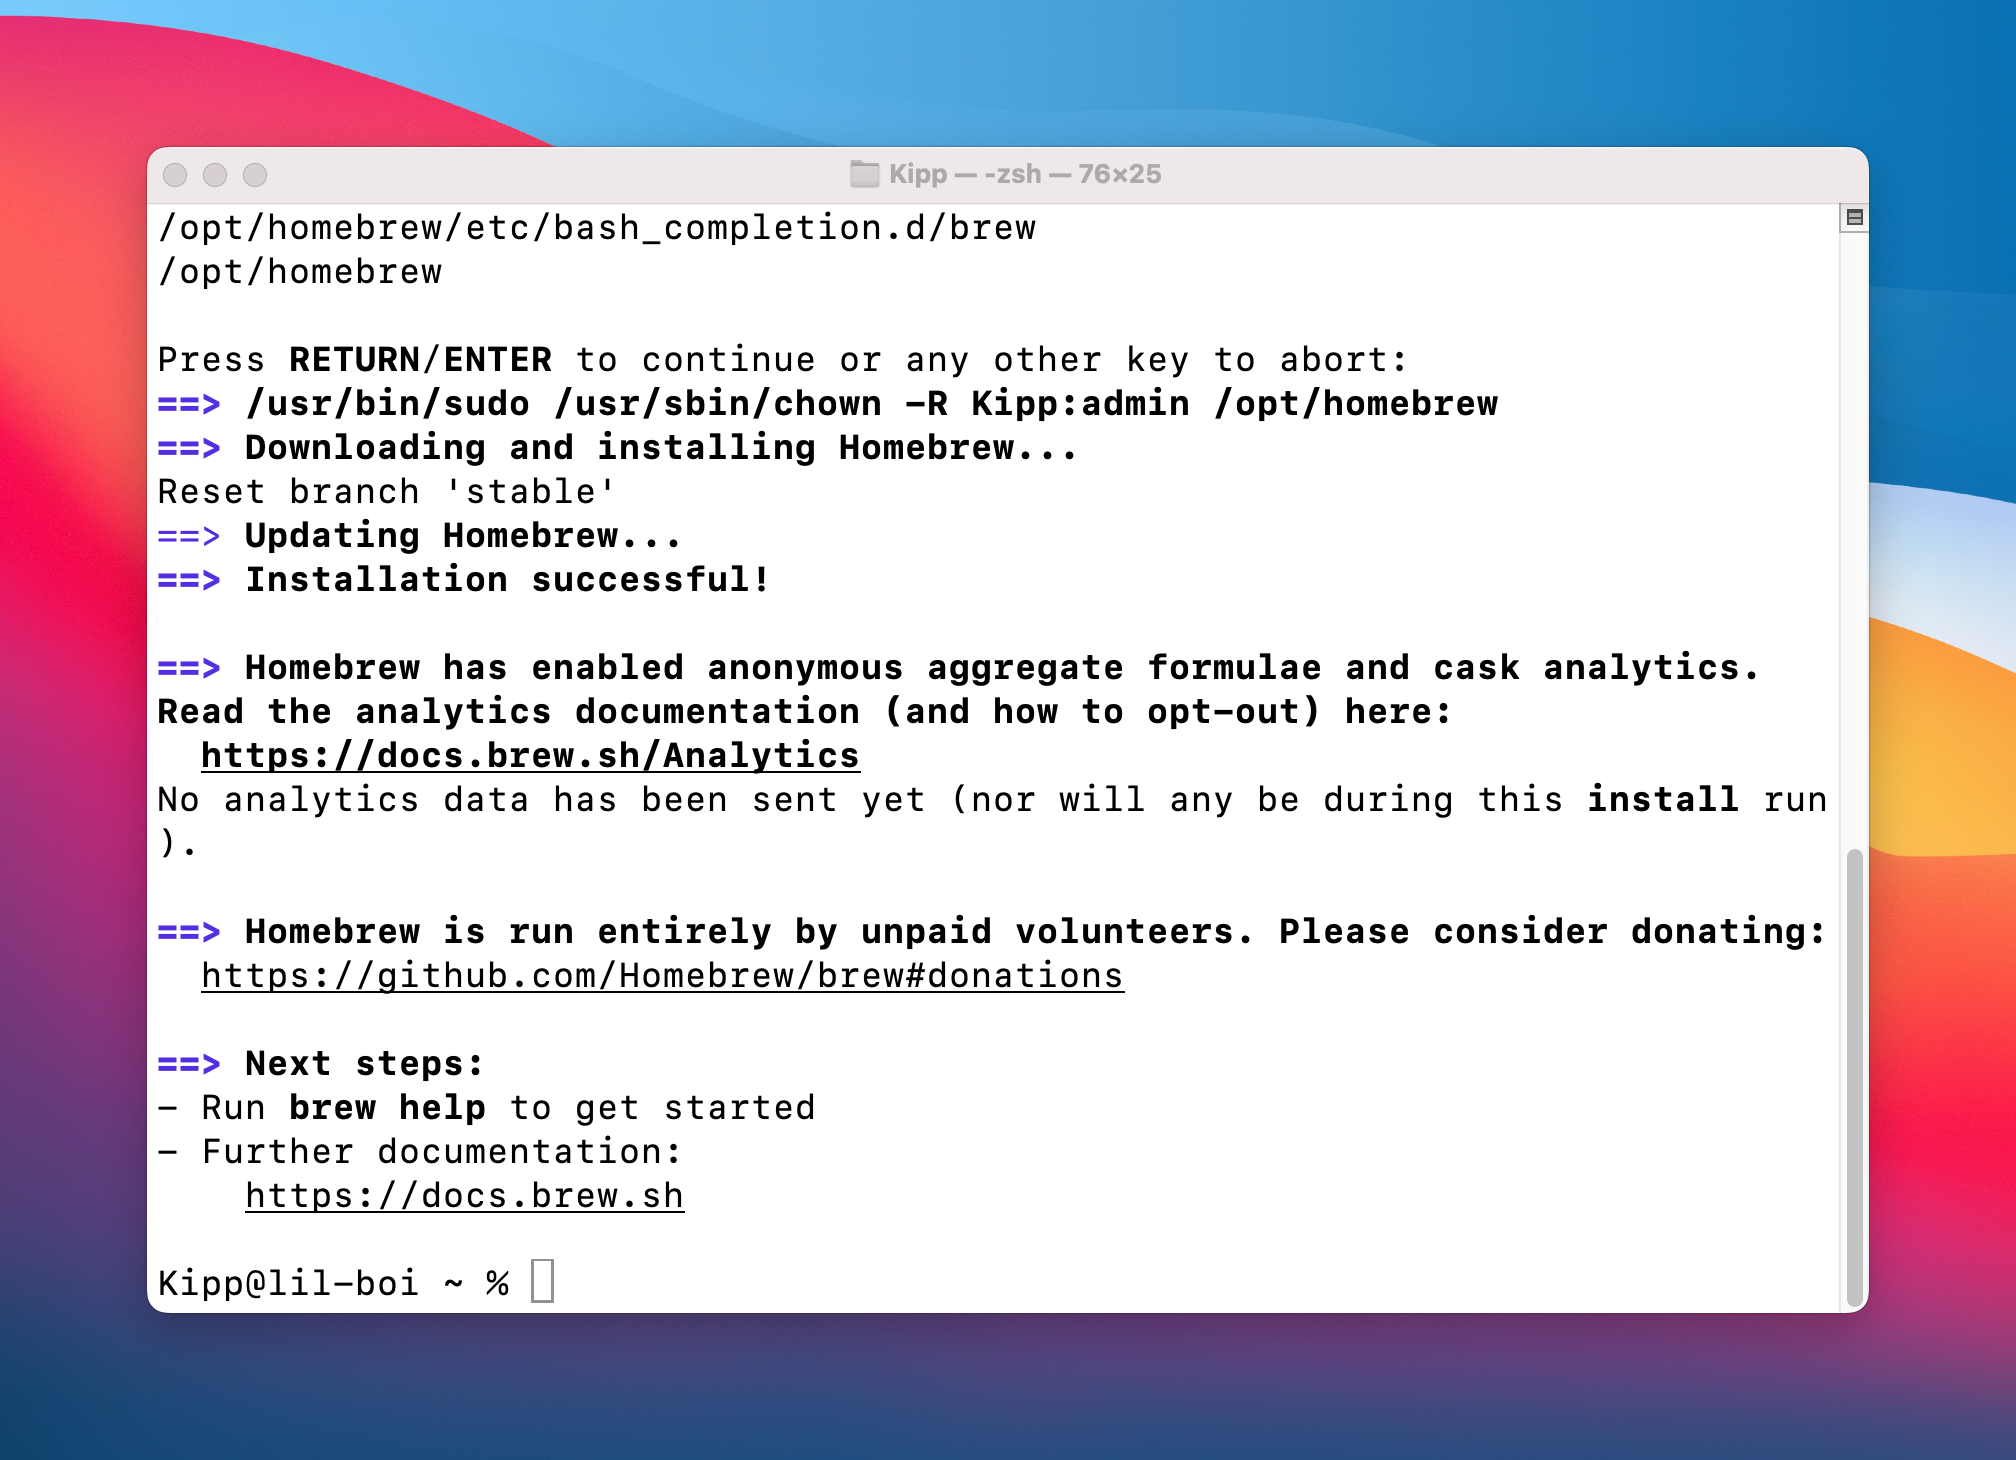 Kipp — -zsh — 76×25
/opt/homebrew/etc/bash_completion.d/brew
/opt/homebrew
Press RETURN/ENTER to continue or any other key to abort:
==> /usr/bin/sudo /usr/sbin/chown -R Kipp:admin /opt/homebrew
==> Downloading and installing Homebrew...
Reset branch 'stable'
==> Updating Homebrew...
==> Installation successful!
==> Homebrew has enabled anonymous aggregate formulae and cask analytics.
Read the analytics documentation (and how to opt-out) here:
  https://docs.brew.sh/Analytics
No analytics data has been sent yet (nor will any be during this install run
).
==> Homebrew is run entirely by unpaid volunteers. Please consider donating:
  https://github.com/Homebrew/brew#donations
==> Next steps:
- Run brew help to get started
- Further documentation:
    https://docs.brew.sh
Kipp@lil-boi ~ %